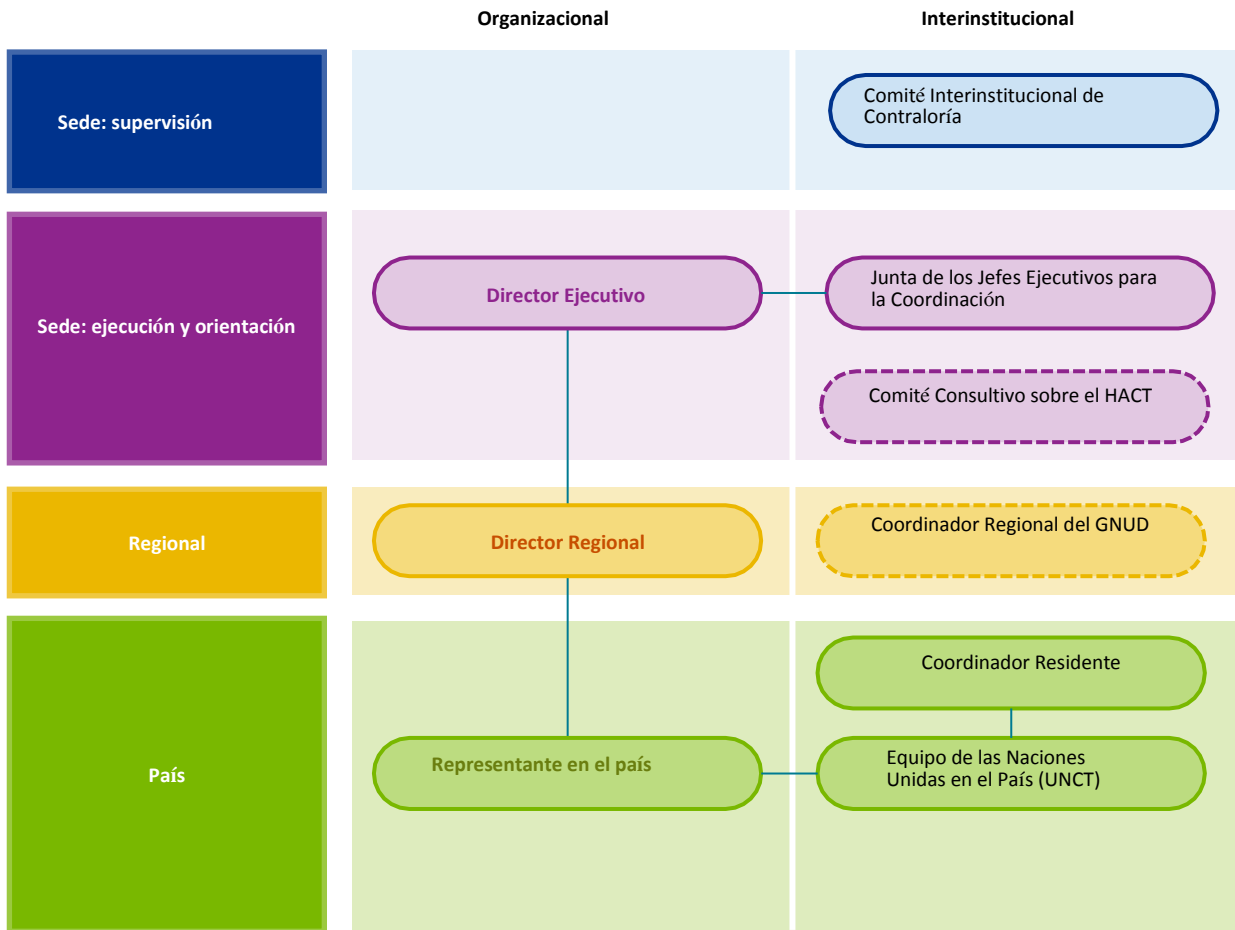 Organizacional
Interinstitucional
Sede: supervisión
Comité Interinstitucional de
Contraloría
Sede: ejecución y orientación
Director Ejecutivo
Junta de los Jefes Ejecutivos para
la Coordinación
Comité Consultivo sobre el HACT
Regional
Director Regional
Coordinador Regional del GNUD
País
Coordinador Residente
Representante en el país
Equipo de las Naciones
Unidas en el País (UNCT)